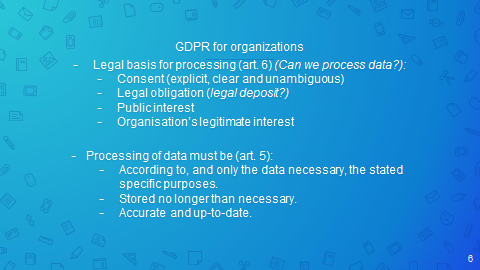 GDPR for organizations
- Legal basis for processing (art. 6) (Can we process data?):
- Consent (explicit, clear and unambiguous)
- Legal obligation (legal deposit?)
- Public interest
- Organisation's legitimate interest
- Processing of data must be (art. 5):
- According to, and only the data necessary, the stated
specific purposes.
- Stored no longer than necessary.
- Accurate and up-to-date.
6